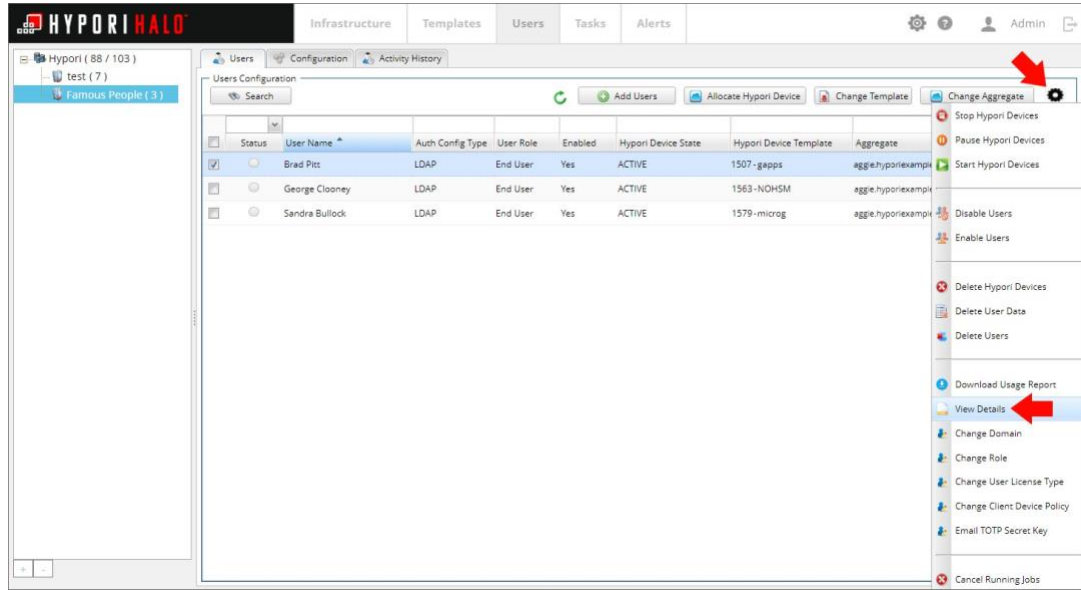 HYPORI HALO
Infrastructure Templates Users Tasks Alerts Admin
Hypori ( 88 / 103 )
test ( 7 )
Famous People ( 3 )
Users Configuration Activity History
Users Configuration
Search Add Users Allocate Hypori Device Change Template Change Aggregate
Status User Name Auth Config Type User Role Enabled Hypori Device State Hypori Device Template Aggregate
Brad Pitt LDAP End User Yes ACTIVE 1507-gapps aggie.hyporiexample
George Clooney LDAP End User Yes ACTIVE 1563-NOHSM aggie.hyporiexample
Sandra Bullock LDAP End User Yes ACTIVE 1579-microg aggie.hyporiexample
Stop Hypori Devices
Pause Hypori Devices
Start Hypori Devices
Disable Users
Enable Users
Delete Hypori Devices
Delete User Data
Delete Users
Download Usage Report
View Details
Change Domain
Change Role
Change User License Type
Change Client Device Policy
Email TOTP Secret Key
Cancel Running Jobs